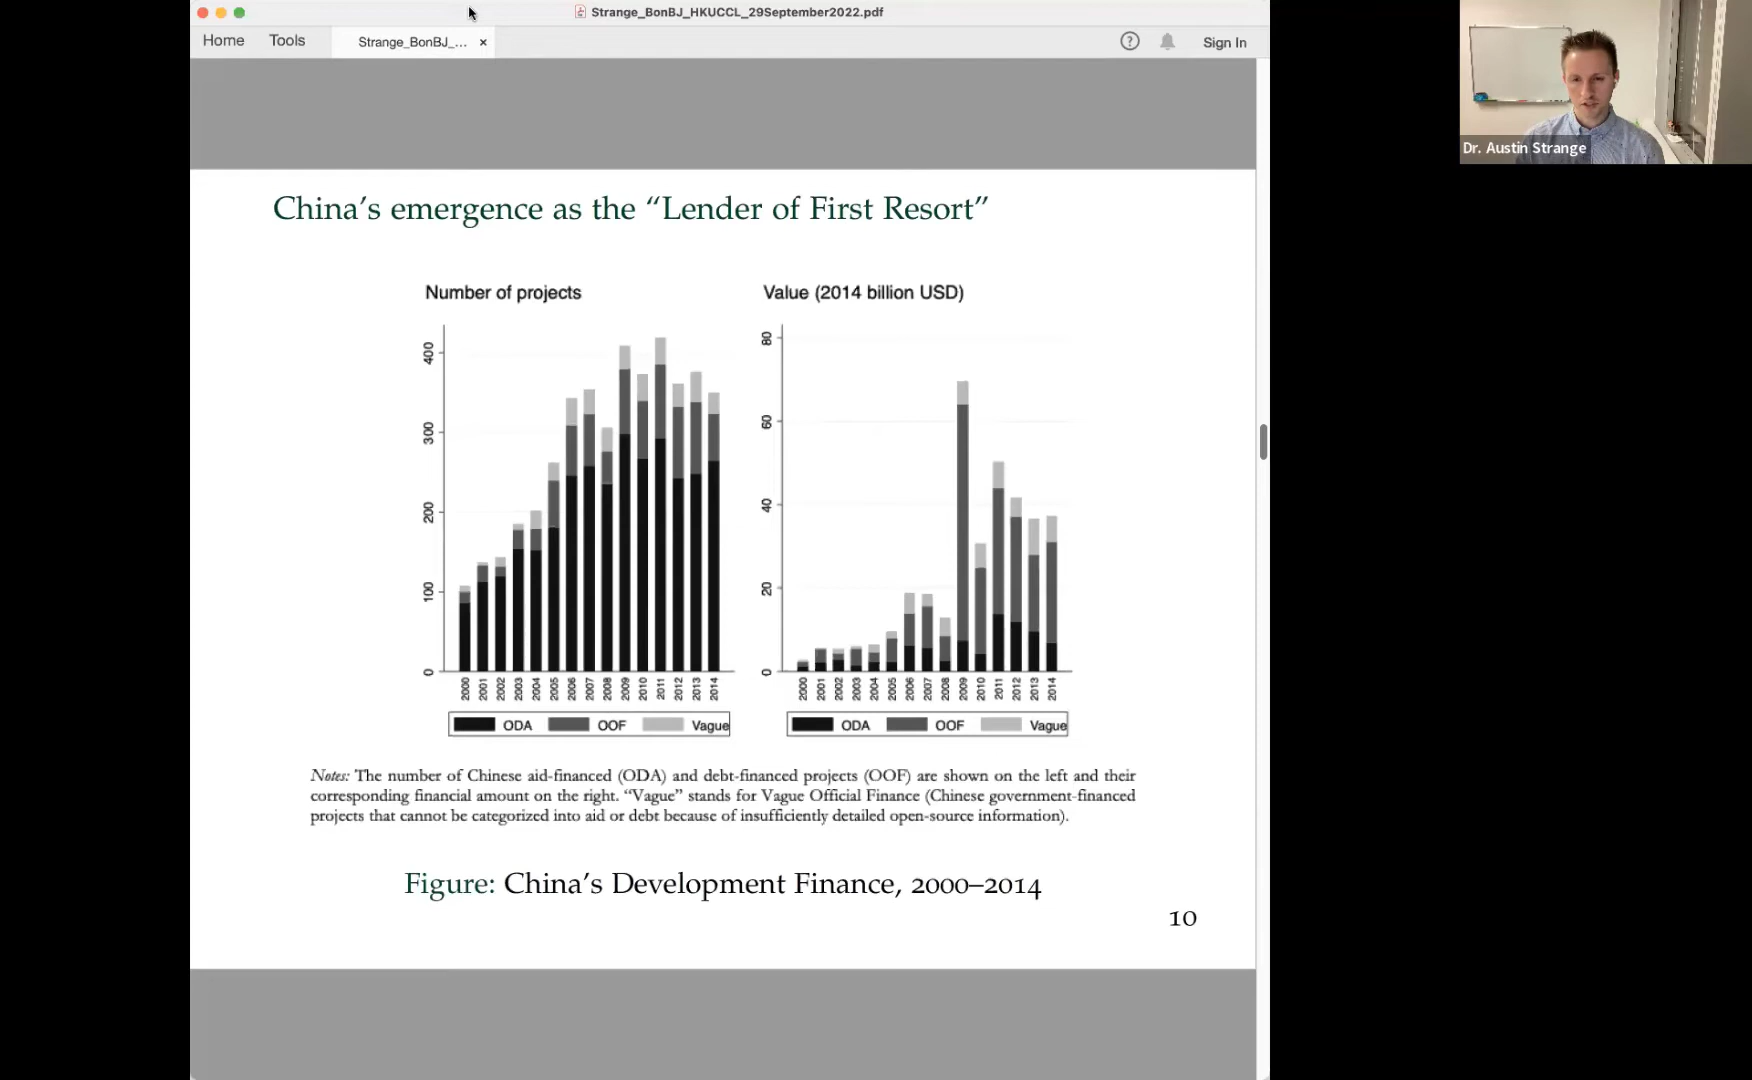 Strange_BonBJ_HKUCCL_29September2022.pdf
Home Tools Strange_BonBJ_... × ? Sign In
Dr. Austin Strange
China's emergence as the “Lender of First Resort”
Number of projects
400
300
200
100
0
2000 2001 2002 2003 2004 2005 2006 2007 2008 2009 2010 2011 2012 2013 2014
ODA OOF Vague
Value (2014 billion USD)
80
60
40
20
0
2000 2001 2002 2003 2004 2005 2006 2007 2008 2009 2010 2011 2012 2013 2014
ODA OOF Vague
Notes: The number of Chinese aid-financed (ODA) and debt-financed projects (OOF) are shown on the left and their
corresponding financial amount on the right. “Vague” stands for Vague Official Finance (Chinese government-financed
projects that cannot be categorized into aid or debt because of insufficiently detailed open-source information).
Figure: China's Development Finance, 2000–2014
10